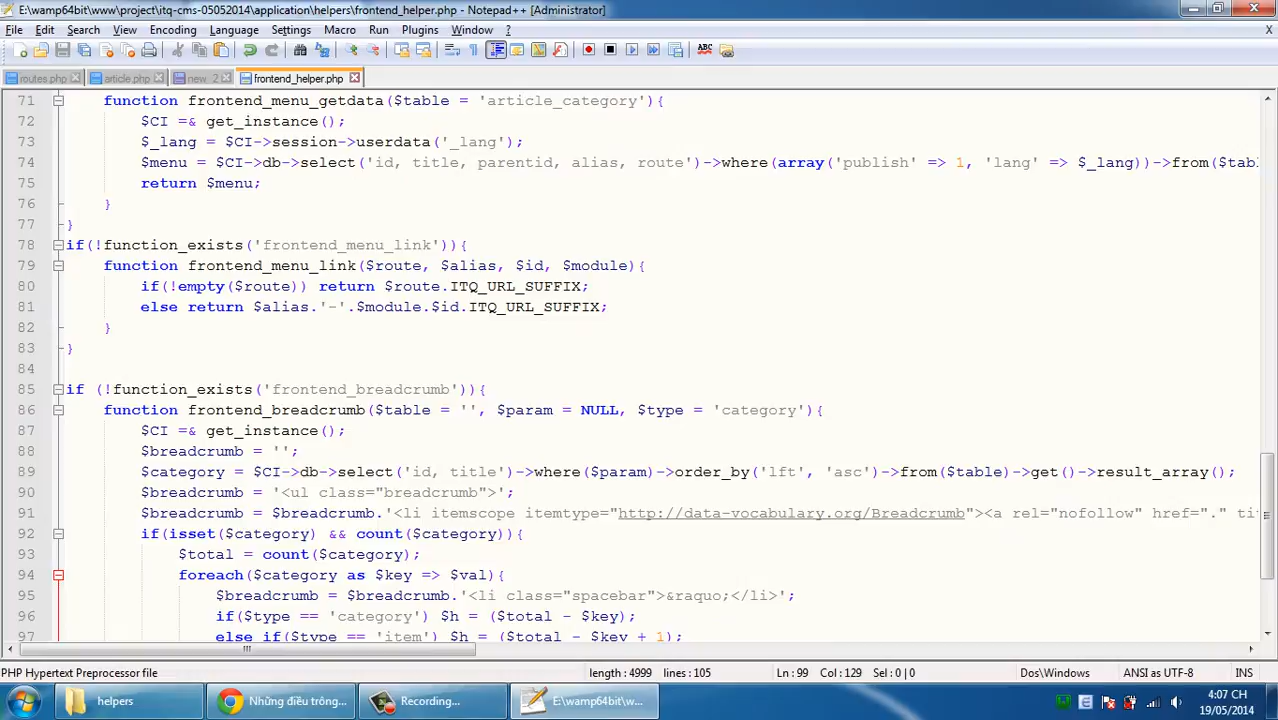 E:\wamp64bit\www\project\itq-cms-05052014\application\helpers\frontend_helper.php - Notepad++ [Administrator]
File Edit Search View Encoding Language Settings Macro Run Plugins Window ? X
routes.php article.php new 2 frontend_helper.php
71 function frontend_menu_getdata($table = 'article_category'){
72 $CI =& get_instance();
73 $_lang = $CI->session->userdata('_lang');
74 $menu = $CI->db->select('id, title, parentid, alias, route')->where(array('publish' => 1, 'lang' => $_lang))->from($tabl
75 return $menu;
76 }
77 }
78 if(!function_exists('frontend_menu_link')){
79 function frontend_menu_link($route, $alias, $id, $module){
80 if(!empty($route)) return $route.ITQ_URL_SUFFIX;
81 else return $alias.'-'.$module.$id.ITQ_URL_SUFFIX;
82 }
83 }
84
85 if (!function_exists('frontend_breadcrumb')){
86 function frontend_breadcrumb($table = '', $param = NULL, $type = 'category'){
87 $CI =& get_instance();
88 $breadcrumb = '';
89 $category = $CI->db->select('id, title')->where($param)->order_by('lft', 'asc')->from($table)->get()->result_array();
90 $breadcrumb = '<ul class="breadcrumb">';
91 $breadcrumb = $breadcrumb.'<li itemscope itemtype="http://data-vocabulary.org/Breadcrumb"><a rel="nofollow" href="." tit
92 if(isset($category) && count($category)){
93 $total = count($category);
94 foreach($category as $key => $val){
95 $breadcrumb = $breadcrumb.'<li class="spacebar">&raquo;</li>';
96 if($type == 'category') $h = ($total - $key);
97 else if($type == 'item') $h = ($total - $key + 1);
PHP Hypertext Preprocessor file length : 4999 lines : 105 Ln : 99 Col : 129 Sel : 0 | 0 Dos\Windows ANSI as UTF-8 INS
helpers Những điều trông... Recording... E:\wamp64bit\w... 4:07 CH
19/05/2014